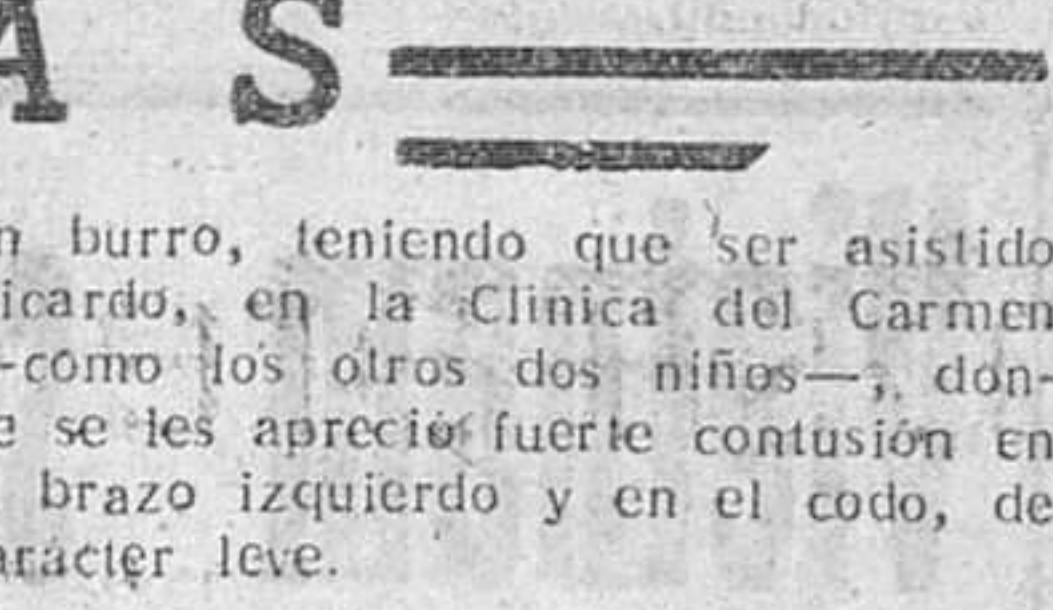 A S
n burro, teniendo que ser asistido
icardo, en la Clinica del Carmen
-como los otros dos niños—, don-
e se les apreció fuerte contusión en
brazo izquierdo y en el codo, de
arácter leve.